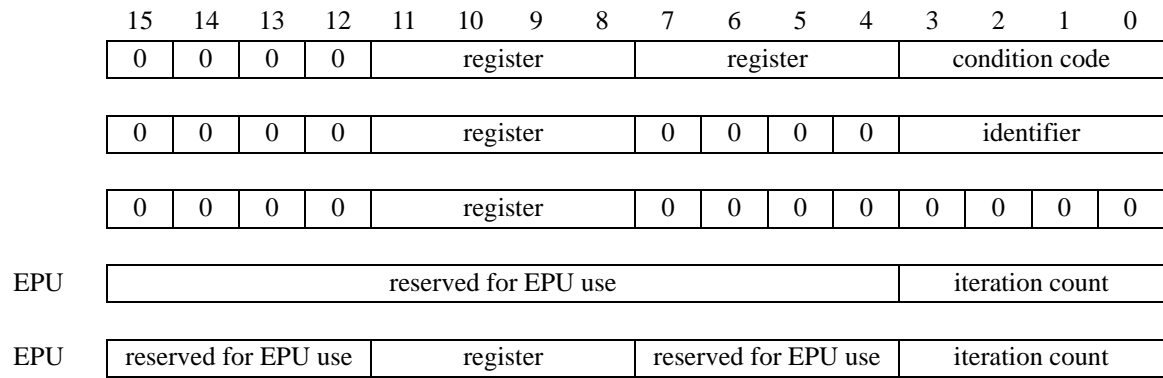 15 14 13 12 11 10 9 8 7 6 5 4 3 2 1 0
0 0 0 0 register register condition code
0 0 0 0 register 0 0 0 0 identifier
0 0 0 0 register 0 0 0 0 0 0 0 0
EPU reserved for EPU use iteration count
EPU reserved for EPU use register reserved for EPU use iteration count